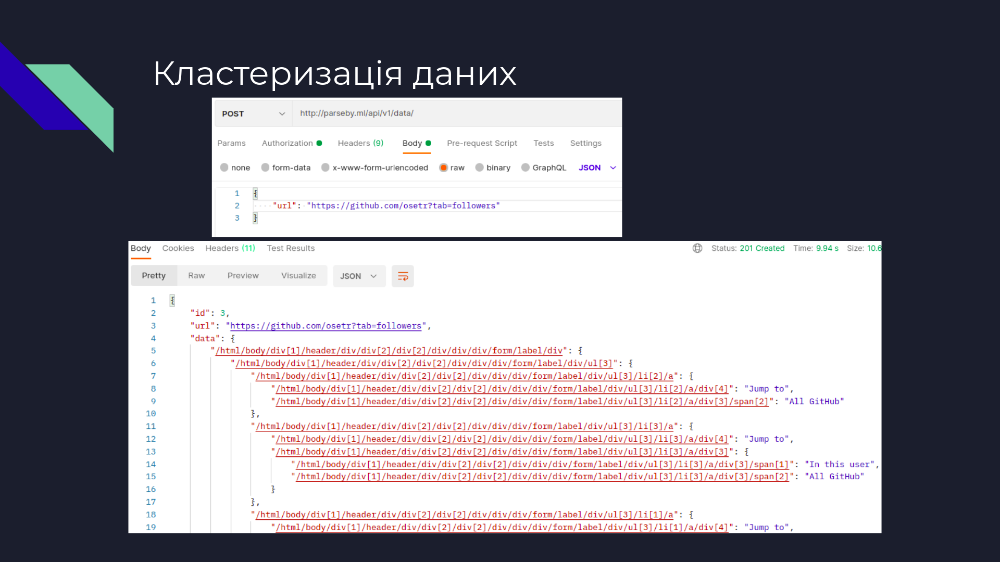 Кластеризація даних
POST http://parseby.ml/api/v1/data/
Params Authorization Headers (9) Body Pre-request Script Tests Settings
none form-data x-www-form-urlencoded raw binary GraphQL JSON
1 {
2 "url": "https://github.com/osetr?tab=followers"
3 }
Body Cookies Headers (11) Test Results Status: 201 Created Time: 9.94 s Size: 10.6
Pretty Raw Preview Visualize JSON
1 {
2 "id": 3,
3 "url": "https://github.com/osetr?tab=followers",
4 "data": {
5 "/html/body/div[1]/header/div/div[2]/div[2]/div/div/div/form/label/div": {
6 "/html/body/div[1]/header/div/div[2]/div[2]/div/div/div/form/label/div/ul[3]": {
7 "/html/body/div[1]/header/div/div[2]/div[2]/div/div/div/form/label/div/ul[3]/li[2]/a": {
8 "/html/body/div[1]/header/div/div[2]/div[2]/div/div/div/form/label/div/ul[3]/li[2]/a/div[4]": "Jump to",
9 "/html/body/div[1]/header/div/div[2]/div[2]/div/div/div/form/label/div/ul[3]/li[2]/a/div[3]/span[2]": "All GitHub"
10 },
11 "/html/body/div[1]/header/div/div[2]/div[2]/div/div/div/form/label/div/ul[3]/li[3]/a": {
12 "/html/body/div[1]/header/div/div[2]/div[2]/div/div/div/form/label/div/ul[3]/li[3]/a/div[4]": "Jump to",
13 "/html/body/div[1]/header/div/div[2]/div[2]/div/div/div/form/label/div/ul[3]/li[3]/a/div[3]": {
14 "/html/body/div[1]/header/div/div[2]/div[2]/div/div/div/form/label/div/ul[3]/li[3]/a/div[3]/span[1]": "In this user",
15 "/html/body/div[1]/header/div/div[2]/div[2]/div/div/div/form/label/div/ul[3]/li[3]/a/div[3]/span[2]": "All GitHub"
16 }
17 },
18 "/html/body/div[1]/header/div/div[2]/div[2]/div/div/div/form/label/div/ul[3]/li[1]/a": {
19 "/html/body/div[1]/header/div/div[2]/div[2]/div/div/div/form/label/div/ul[3]/li[1]/a/div[4]": "Jump to",